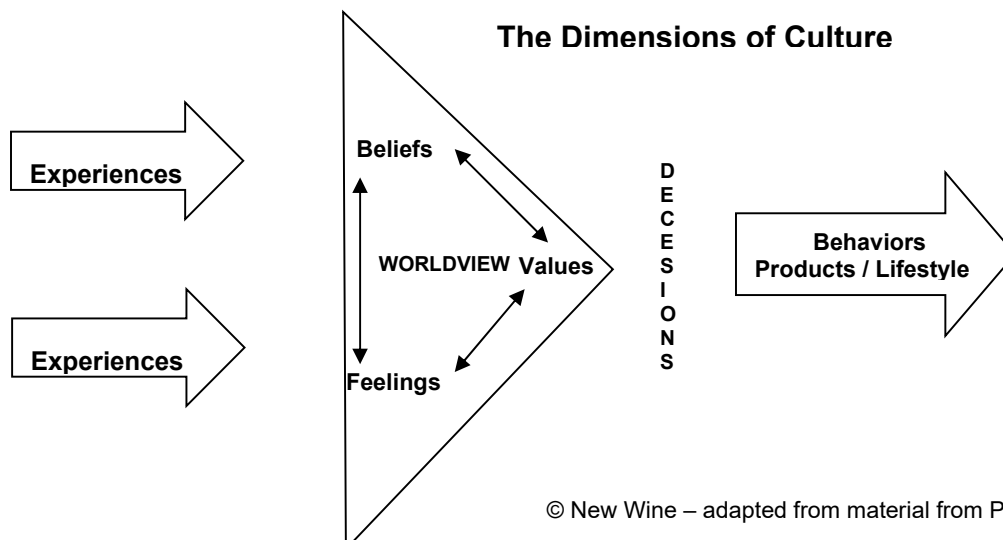 The Dimensions of Culture
Experiences
Experiences
Beliefs
WORLDVIEW Values
Feelings
DECESIONS
Behaviors
Products / Lifestyle
© New Wine – adapted from material from P